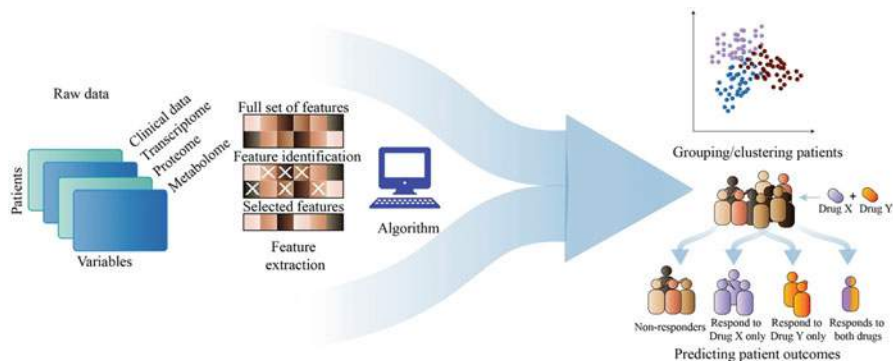 Raw data
Clinical data
Transcriptome
Proteome
Metabolome
Patients
Variables
Full set of features
Feature identification
Selected features
Feature
extraction
Algorithm
Grouping/clustering patients
Drug X
+
Drug Y
Non-responders
Respond to
Drug X only
Respond to
Drug Y only
Responds to
both drugs
Predicting patient outcomes